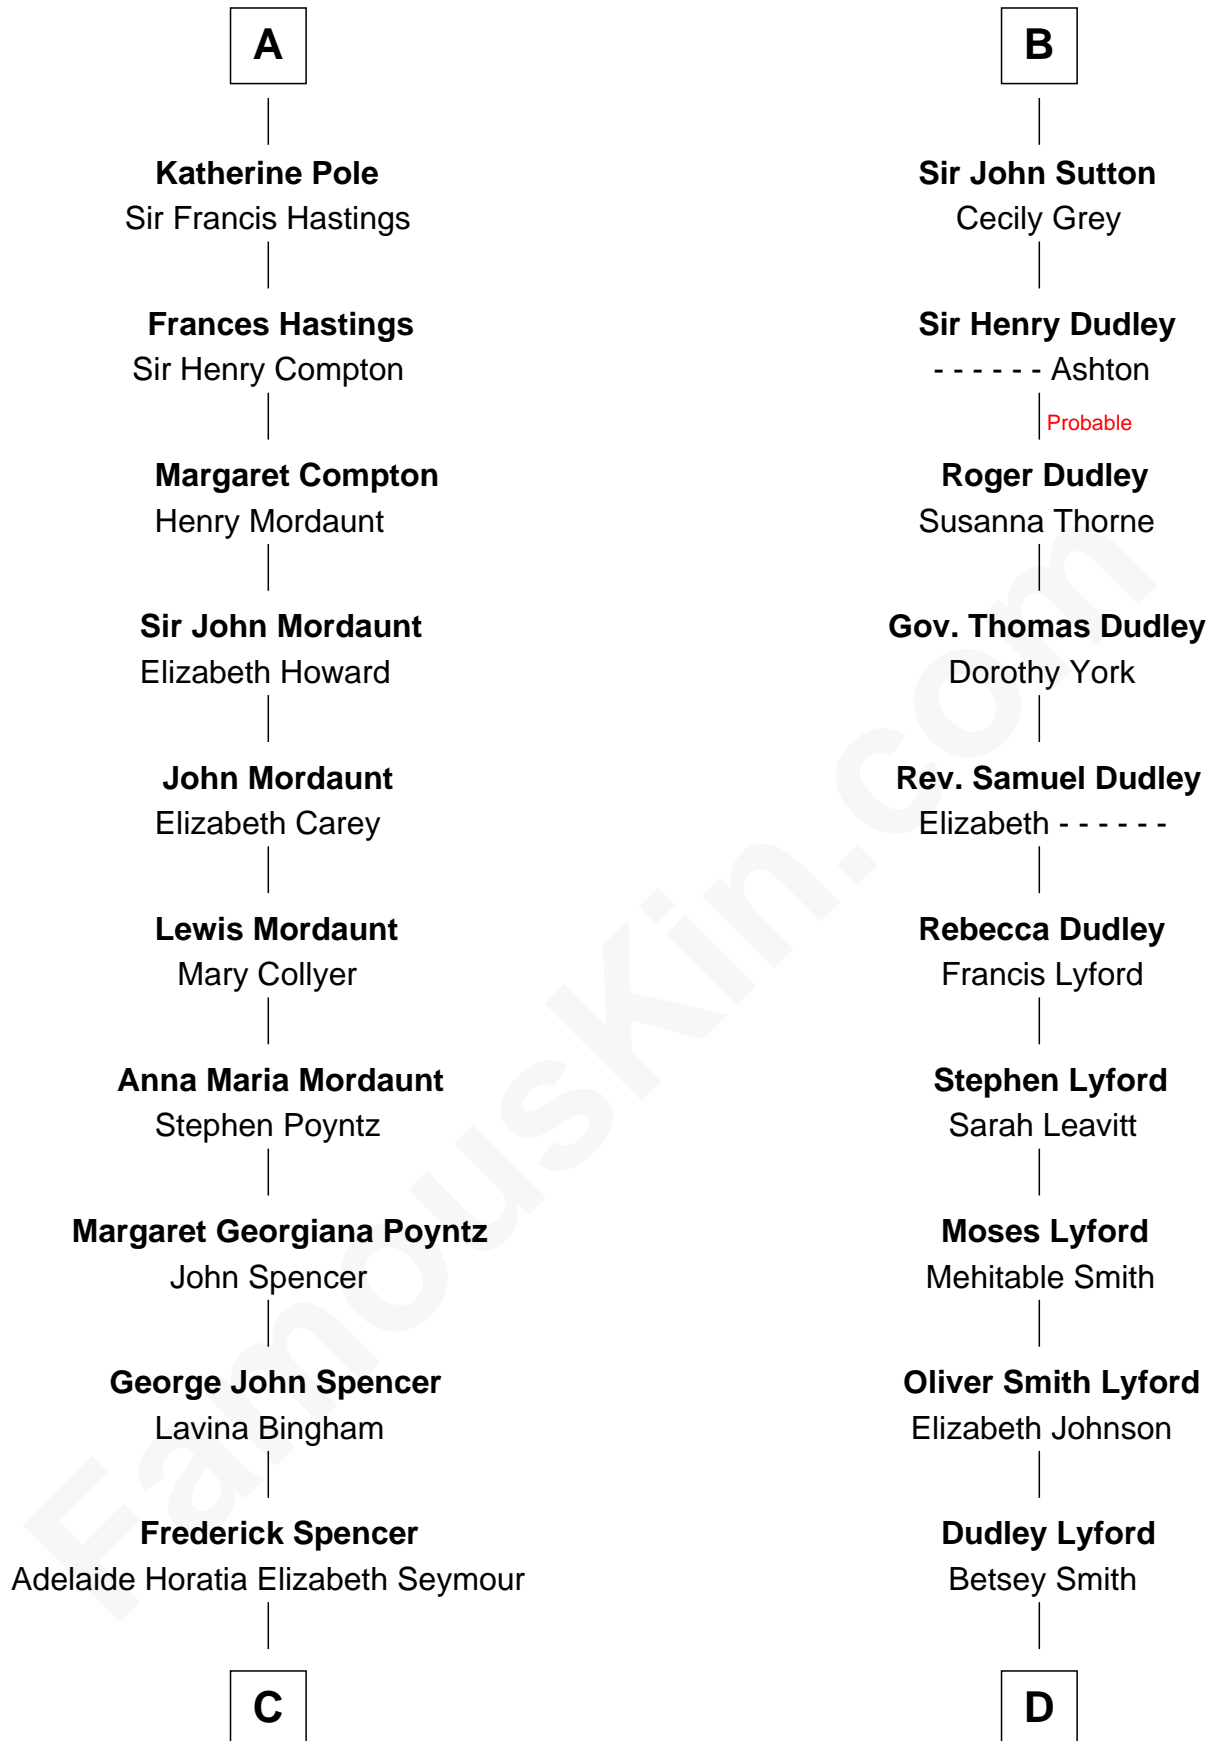 A
Katherine Pole
Sir Francis Hastings
Frances Hastings
Sir Henry Compton
Margaret Compton
Henry Mordaunt
Sir John Mordaunt
Elizabeth Howard
John Mordaunt
Elizabeth Carey
Lewis Mordaunt
Mary Collyer
Anna Maria Mordaunt
Stephen Poyntz
Margaret Georgiana Poyntz
John Spencer
George John Spencer
Lavina Bingham
Frederick Spencer
Adelaide Horatia Elizabeth Seymour
C
B
Sir John Sutton
Cecily Grey
Sir Henry Dudley
- - - - - - Ashton
Probable
Roger Dudley
Susanna Thorne
Gov. Thomas Dudley
Dorothy York
Rev. Samuel Dudley
Elizabeth - - - - - -
Rebecca Dudley
Francis Lyford
Stephen Lyford
Sarah Leavitt
Moses Lyford
Mehitable Smith
Oliver Smith Lyford
Elizabeth Johnson
Dudley Lyford
Betsey Smith
D
FamousKin.com